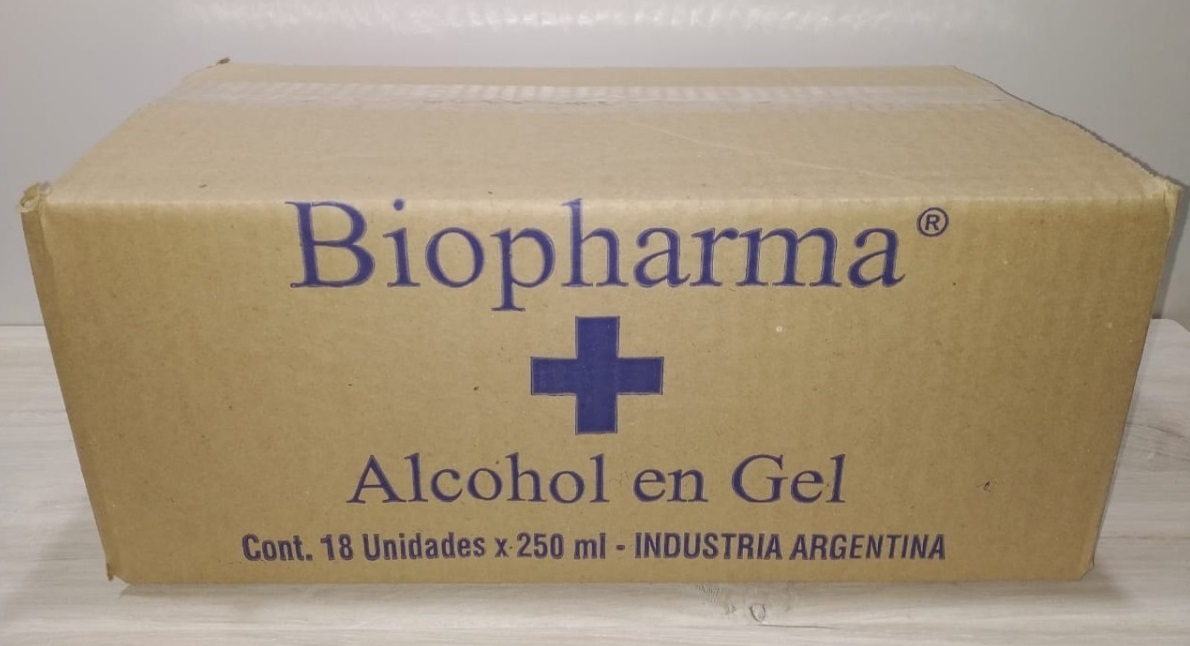 Biopharma®
Alcohol en Gel
Cont. 18 Unidades x 250 ml - INDUSTRIA ARGENTINA